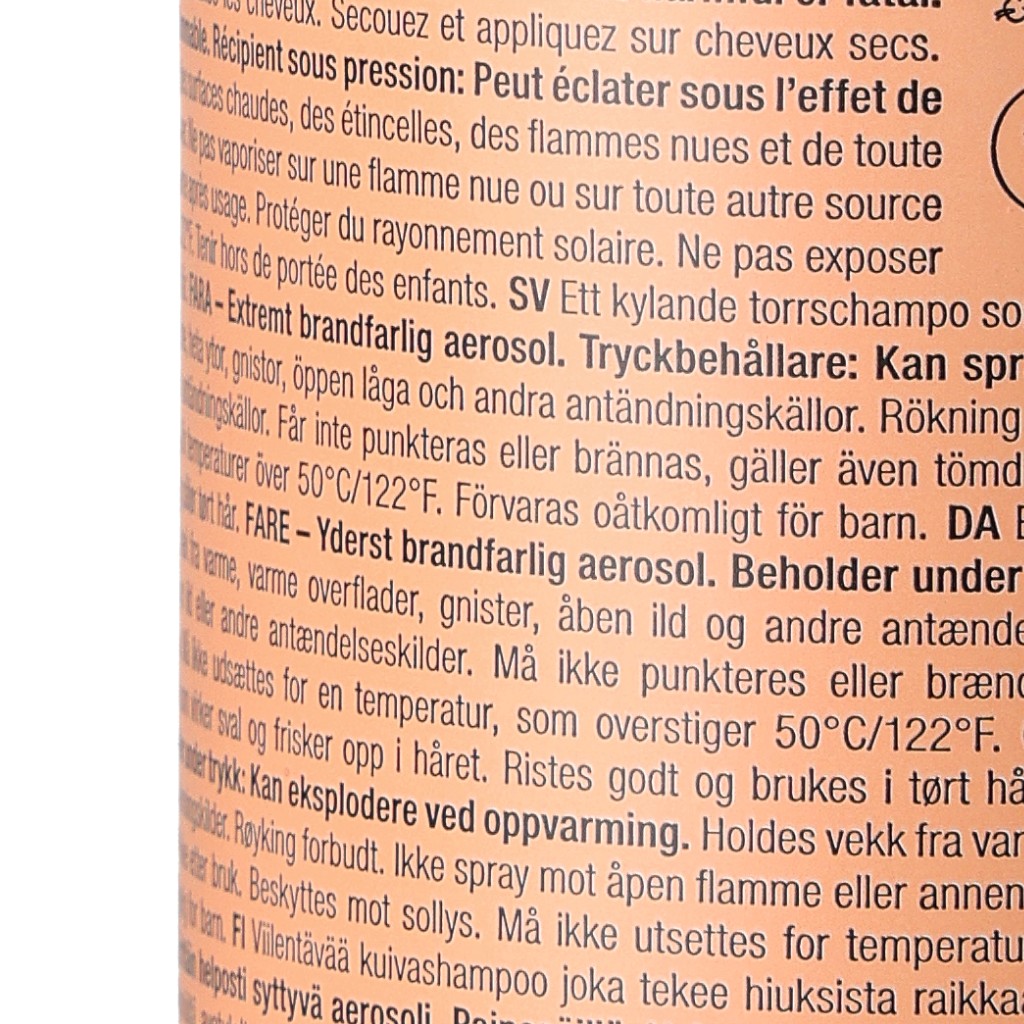 cheveux. Secouez et appliquez sur cheveux secs.
Récipient sous pression: Peut éclater sous l'effet de
surfaces chaudes, des étincelles, des flammes nues et de toute
Ne pas vaporiser sur une flamme nue ou sur toute autre source
après usage. Protéger du rayonnement solaire. Ne pas exposer
Tenir hors de portée des enfants. SV Ett kylande torrschampo so
FARA – Extremt brandfarlig aerosol. Tryckbehållare: Kan spr
heta ytor, gnistor, öppen låga och andra antändningskällor. Rökning
antändningskällor. Får inte punkteras eller brännas, gäller även tömd
temperaturer över 50°C/122°F. Förvaras oåtkomligt för barn. DA
tørt hår. FARE – Yderst brandfarlig aerosol. Beholder under
fra varme, varme overflader, gnister, åben ild og andre antænde
eller andre antændelseskilder. Må ikke punkteres eller brænd
ikke udsættes for en temperatur, som overstiger 50°C/122°F.
virker sval og frisker opp i håret. Ristes godt og brukes i tørt hå
under trykk: Kan eksplodere ved oppvarming. Holdes vekk fra var
Røyking forbudt. Ikke spray mot åpen flamme eller annen
etter bruk. Beskyttes mot sollys. Må ikke utsettes for temperatu
for barn. FI Viilentävää kuivashampoo joka tekee hiuksista raikkaa
helposti syttyvä aerosoli.